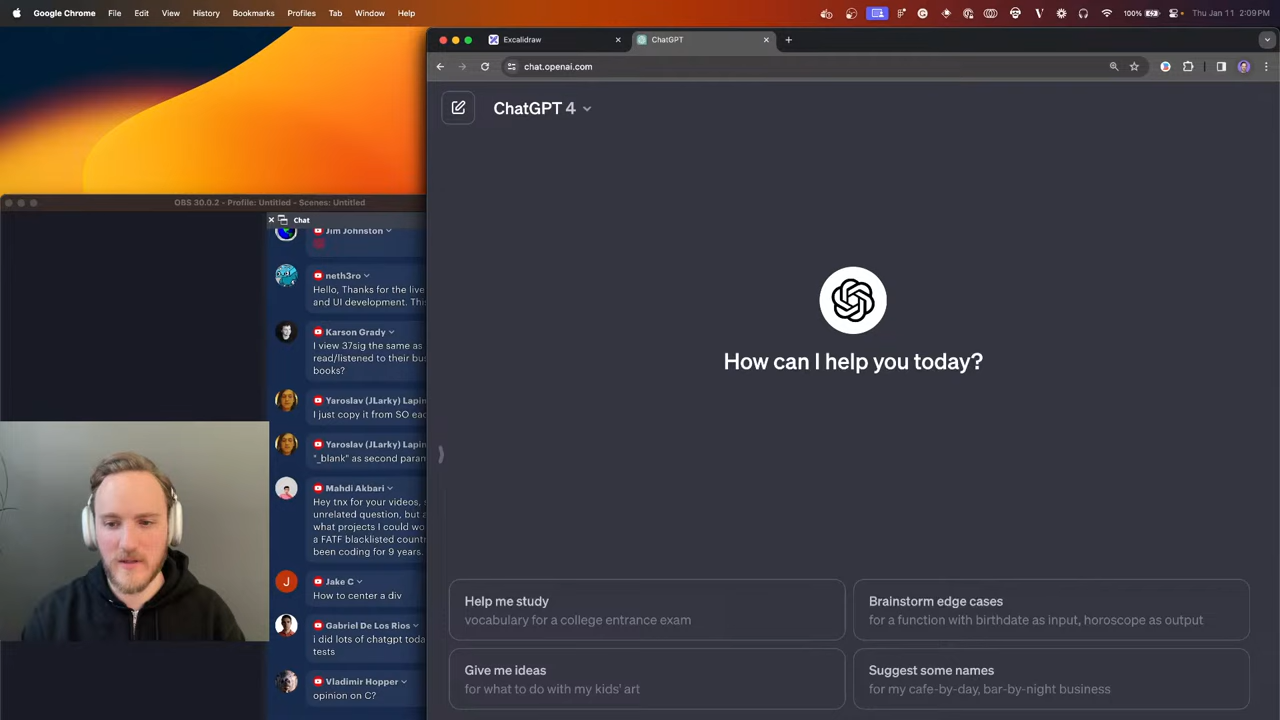 Google Chrome File Edit View History Bookmarks Profiles Tab Window Help 100% Thu Jan 11 2:09 PM
Excalidraw
ChatGPT
chat.openai.com
ChatGPT 4
How can I help you today?
Help me study
vocabulary for a college entrance exam
Brainstorm edge cases
for a function with birthdate as input, horoscope as output
Give me ideas
for what to do with my kids' art
Suggest some names
for my cafe-by-day, bar-by-night business
OBS 30.0.2 - Profile: Untitled - Scenes: Untitled
Chat
Jim Johnston
neth3ro
Hello, Thanks for the live
and UI development. This
Karson Grady
I view 37sig the same as
read/listened to their bus
books?
Yaroslav (JLarky) Lapin
I just copy it from SO eac
Yaroslav (JLarky) Lapin
"_blank" as second param
Mahdi Akbari
Hey tnx for your videos, s
unrelated question, but a
what projects I could wo
a FATF blacklisted countr
been coding for 9 years.
J
Jake C
How to center a div
Gabriel De Los Rios
i did lots of chatgpt toda
tests
Vladimir Hopper
opinion on C?